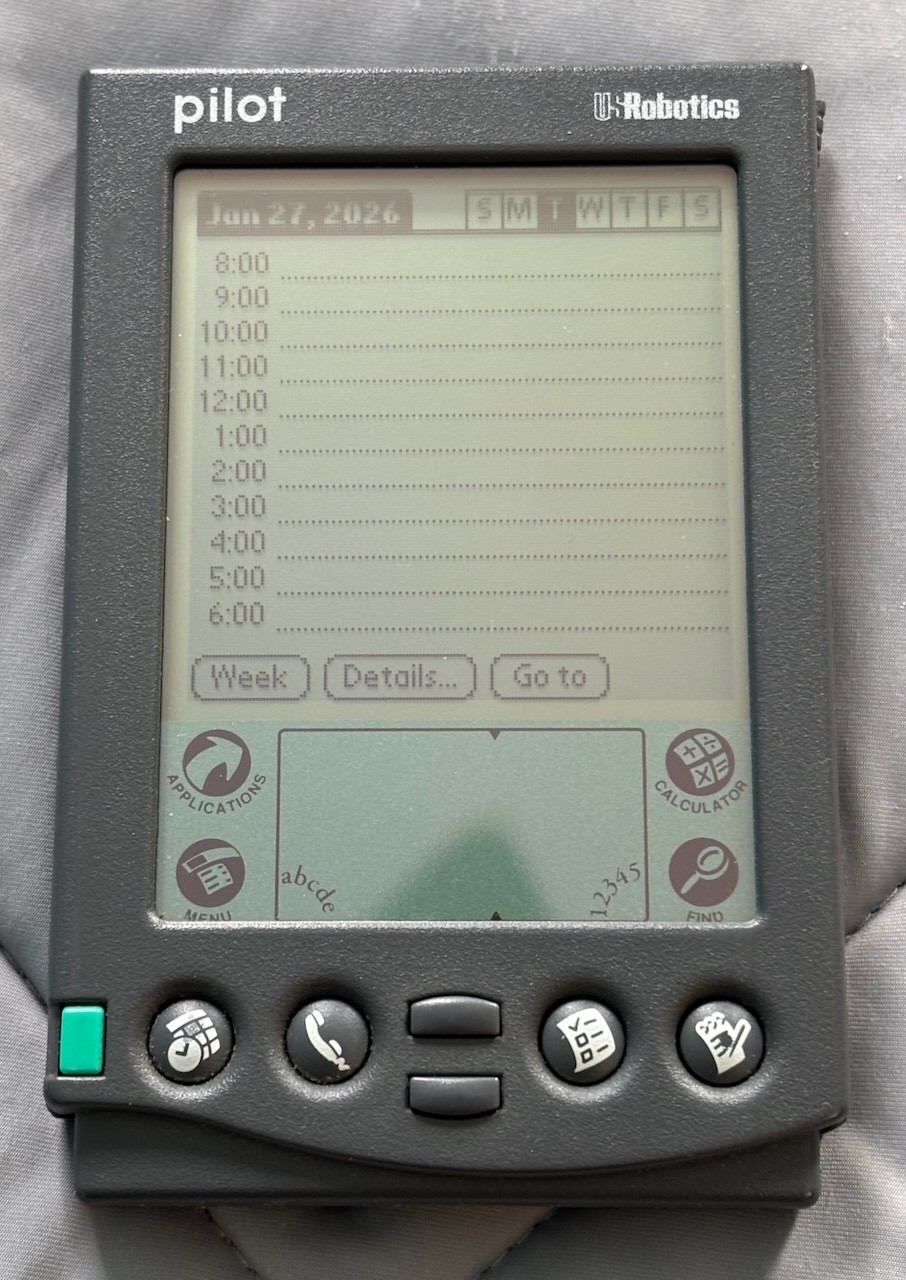 pilot
US Robotics
Jan 27, 2026
S M T W T F S
8:00
9:00
10:00
11:00
12:00
1:00
2:00
3:00
4:00
5:00
6:00
Week Details... Go to
APPLICATIONS
CALCULATOR
abcde
12345
MENU
FIND